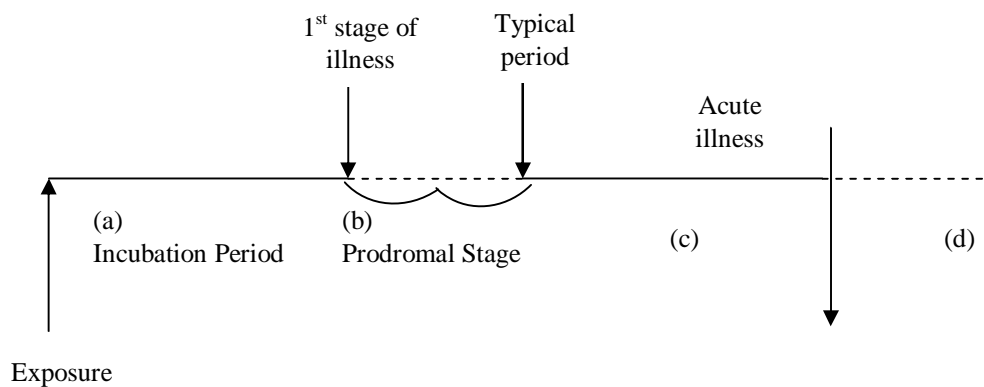 1st stage of
illness
Typical
period
Acute
illness
(a)
Incubation Period
(b)
Prodromal Stage
(c)
(d)
Exposure